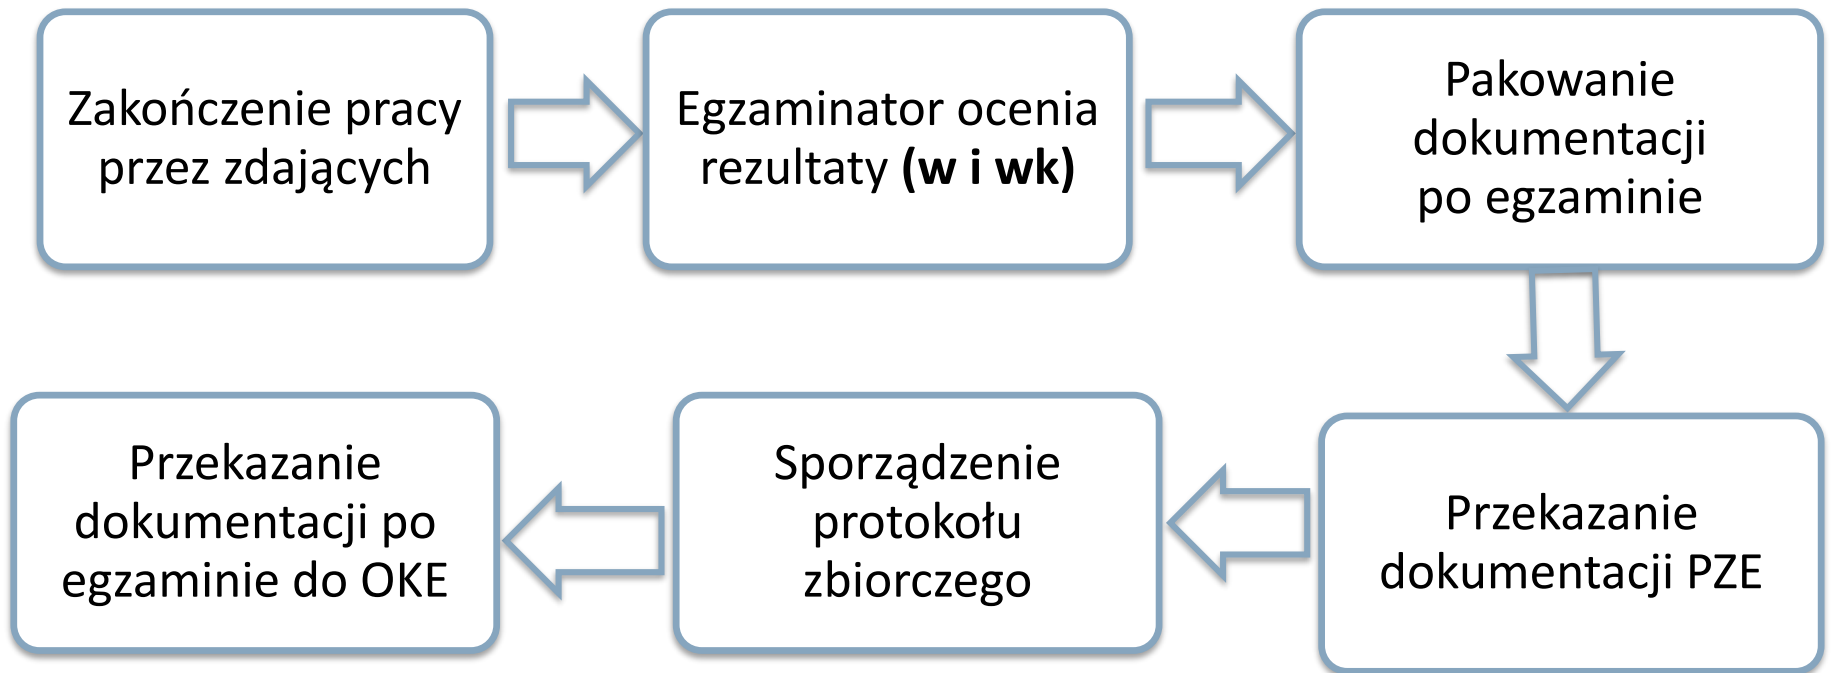 Zakończenie pracy
przez zdających
Egzaminator ocenia
rezultaty (w i wk)
Pakowanie
dokumentacji
po egzaminie
Przekazanie
dokumentacji PZE
Sporządzenie
protokołu
zbiorczego
Przekazanie
dokumentacji po
egzaminie do OKE